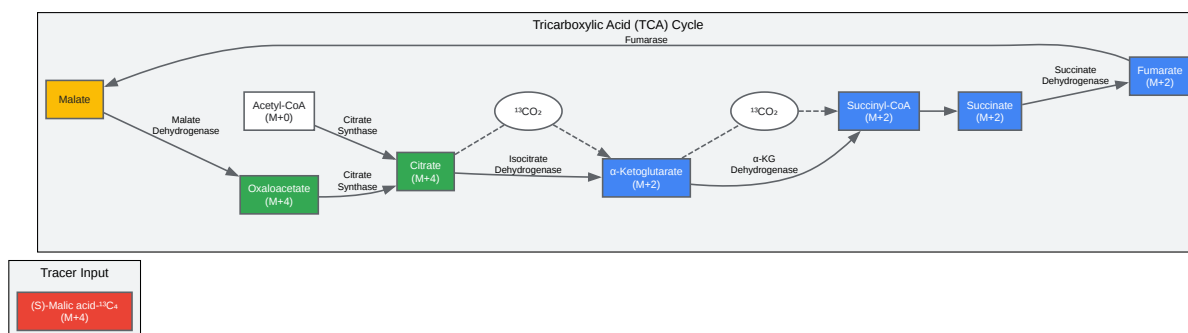 Tricarboxylic Acid (TCA) Cycle
Fumarase
Malate
Malate
Dehydrogenase
Acetyl-CoA
(M+0)
Citrate
Synthase
Oxaloacetate
(M+4)
Citrate
Synthase
Citrate
(M+4)
¹³CO₂
Isocitrate
Dehydrogenase
α-Ketoglutarate
(M+2)
¹³CO₂
α-KG
Dehydrogenase
Succinyl-CoA
(M+2)
Succinate
(M+2)
Succinate
Dehydrogenase
Fumarate
(M+2)
Tracer Input
(S)-Malic acid-¹³C₄
(M+4)